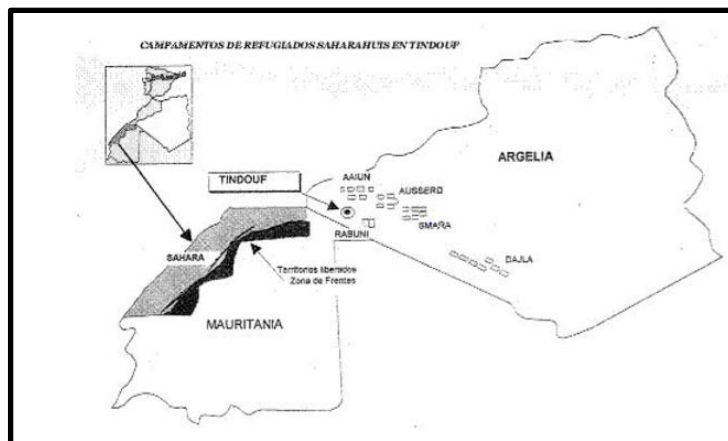 CAMPAMENTOS DE REFUGIADOS SAHARAHUIS EN TINDOUF
ARGELIA
TINDOUF
AAIUN
AUSSERD
SMARA
RABUNI
SAHARA
DAJLA
Territorios liberados
Zona de Frentes
MAURITANIA